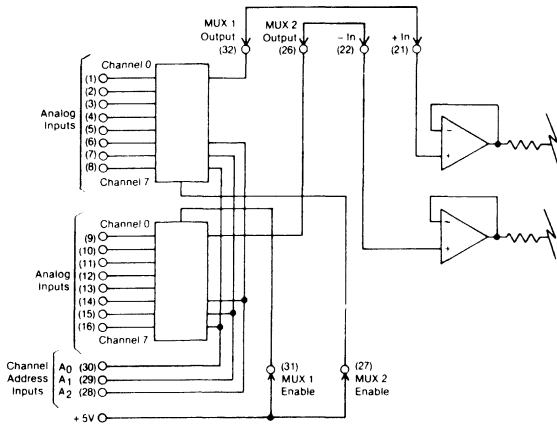 MUX 1
Output
(32)
MUX 2
Output
(26)
– In
(22)
+ In
(21)
Channel 0
(1)
(2)
(3)
(4)
(5)
(6)
(7)
(8)
Analog
Inputs
Channel 7
–
+
Channel 0
(9)
(10)
(11)
(12)
(13)
(14)
(15)
(16)
Analog
Inputs
Channel 7
–
+
Channel
Address
Inputs
A0 (30)
A1 (29)
A2 (28)
(31)
MUX 1
Enable
(27)
MUX 2
Enable
+ 5V